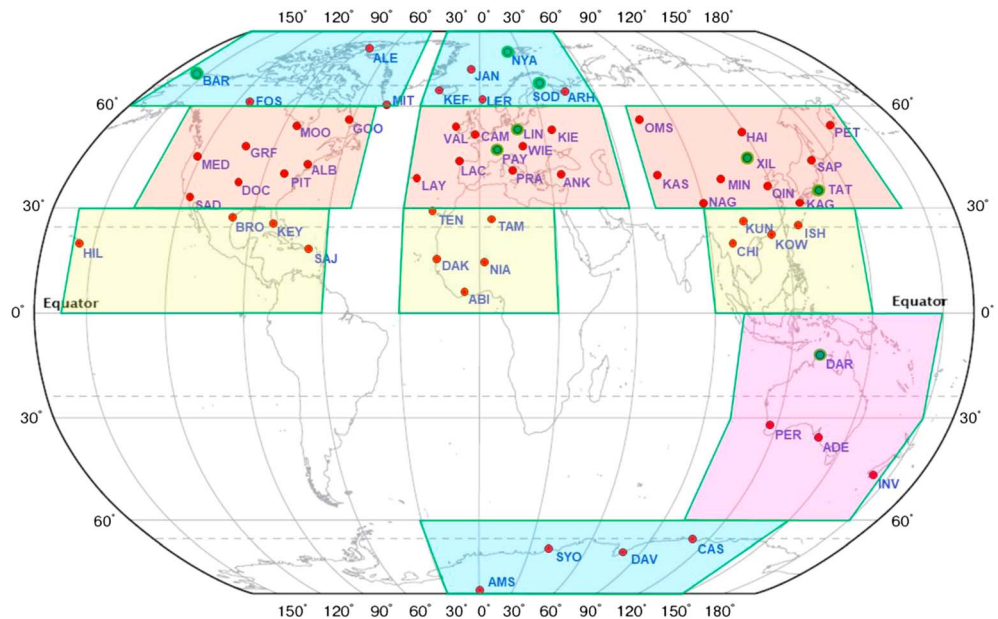 150° 120° 90° 60° 30° 0° 30° 60° 90° 120° 150° 180°
ALE
NYA
BAR
JAN
FOS
MIT
KEF
LER
SOD
ARH
60°
60°
MOO
GOO
VAL
CAM
LIN
KIE
OMS
HAI
PET
GRF
WIE
MED
ALB
LAC
PAY
XIL
SAP
PIT
PRA
DOC
LAY
ANK
KAS
MIN
QIN
TAT
SAD
NAG
KAG
30°
30°
BRO
KEY
TEN
TAM
KUN
ISH
HIL
SAJ
KOW
CHI
DAK
NIA
ABI
Equator
Equator
0°
0°
DAR
30°
30°
PER
ADE
INV
60°
60°
CAS
SYO
DAV
AMS
150° 120° 90° 60° 30° 0° 30° 60° 90° 120° 150° 180°